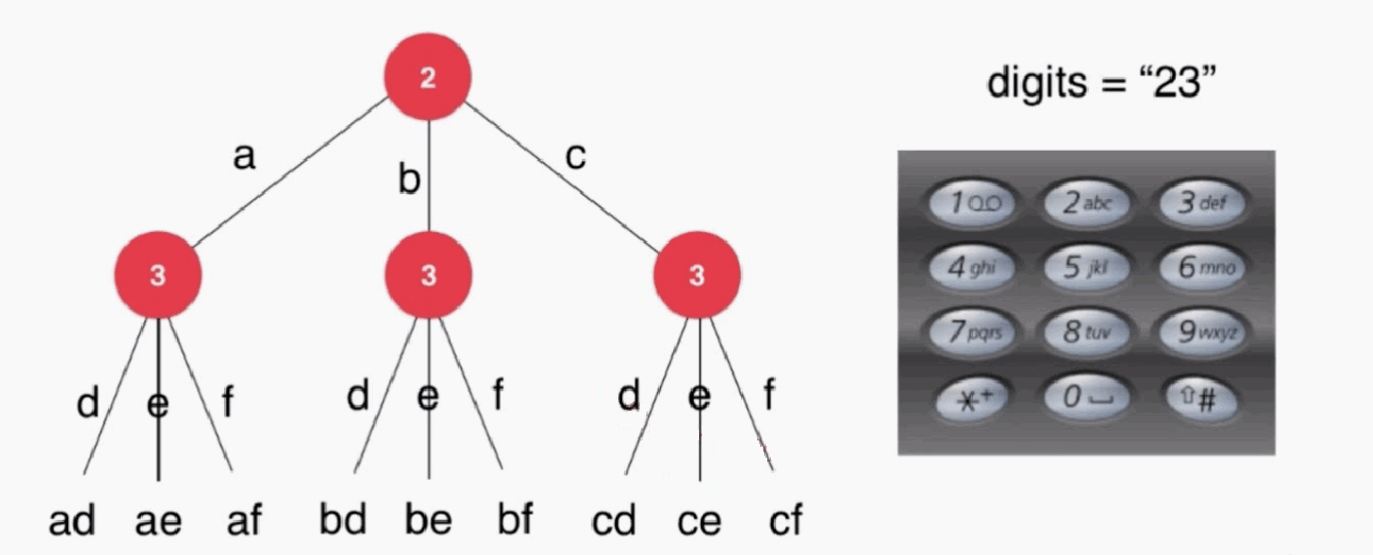 digits = “23”
2
a
b
c
3 3 3
d e f d e f d e f
ad ae af bd be bf cd ce cf
1 2 abc 3 def
4 ghi 5 jkl 6 mno
7 pqrs 8 tuv 9 wxyz
*+ 0 ⇧#